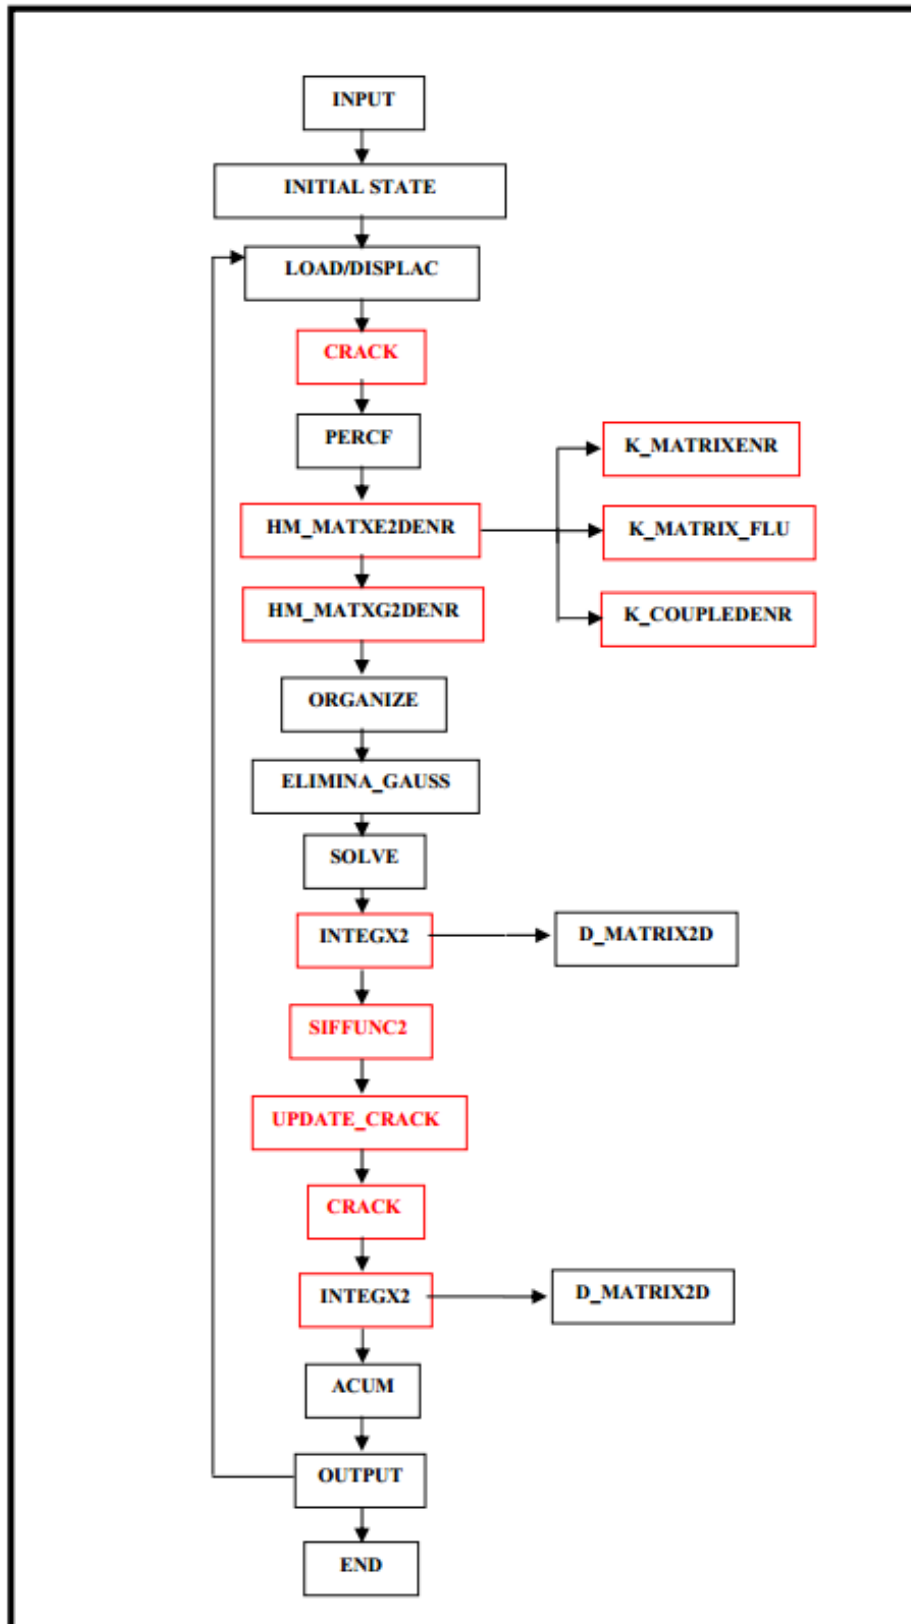 INPUT
INITIAL STATE
LOAD/DISPLAC
CRACK
PERCF
K_MATRIXENR
HM_MATXE2DENR
K_MATRIX_FLU
HM_MATXG2DENR
K_COUPLEDENR
ORGANIZE
ELIMINA_GAUSS
SOLVE
INTEGX2
D_MATRIX2D
SIFFUNC2
UPDATE_CRACK
CRACK
INTEGX2
D_MATRIX2D
ACUM
OUTPUT
END